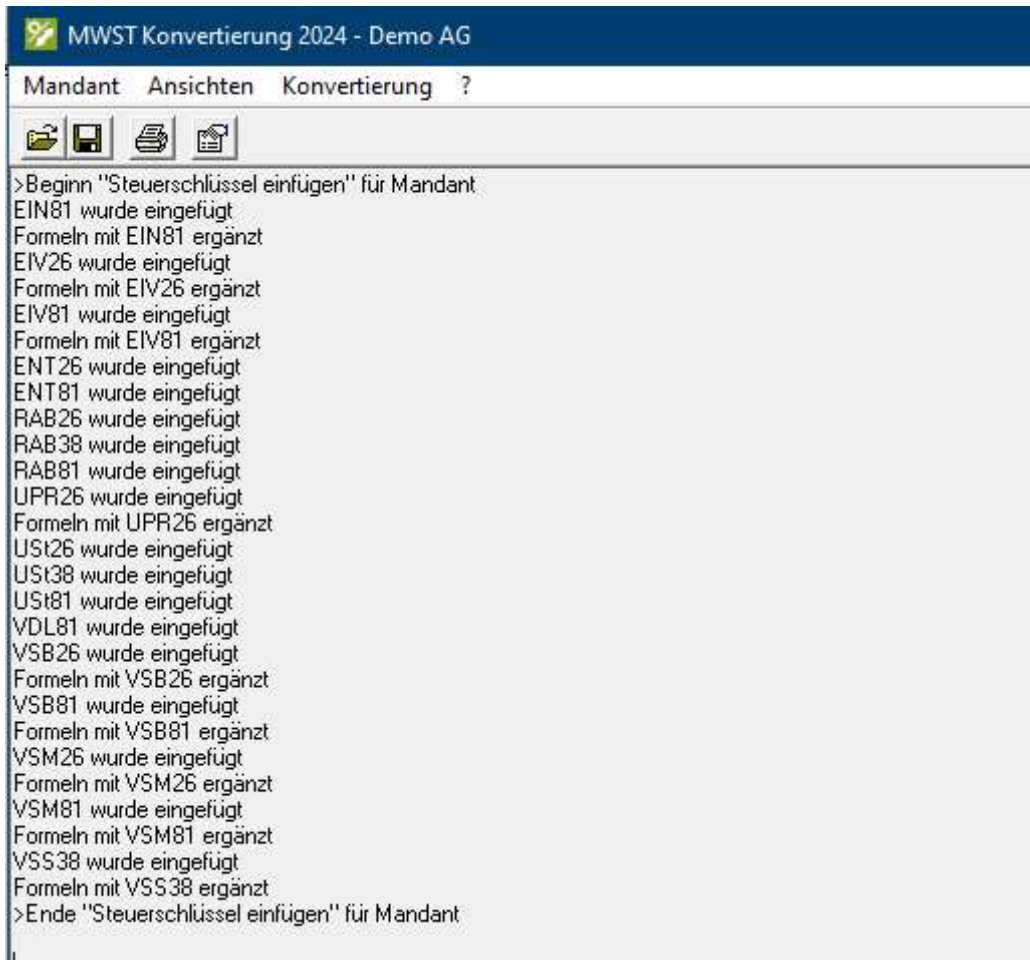 MWST Konvertierung 2024 - Demo AG
Mandant Ansichten Konvertierung ?
>Beginn "Steuerschlüssel einfügen" für Mandant
EIN81 wurde eingefügt
Formeln mit EIN81 ergänzt
EIV26 wurde eingefügt
Formeln mit EIV26 ergänzt
EIV81 wurde eingefügt
Formeln mit EIV81 ergänzt
ENT26 wurde eingefügt
ENT81 wurde eingefügt
RAB26 wurde eingefügt
RAB38 wurde eingefügt
RAB81 wurde eingefügt
UPR26 wurde eingefügt
Formeln mit UPR26 ergänzt
USt26 wurde eingefügt
USt38 wurde eingefügt
USt81 wurde eingefügt
VDL81 wurde eingefügt
VSB26 wurde eingefügt
Formeln mit VSB26 ergänzt
VSB81 wurde eingefügt
Formeln mit VSB81 ergänzt
VSM26 wurde eingefügt
Formeln mit VSM26 ergänzt
VSM81 wurde eingefügt
Formeln mit VSM81 ergänzt
VSS38 wurde eingefügt
Formeln mit VSS38 ergänzt
>Ende "Steuerschlüssel einfügen" für Mandant